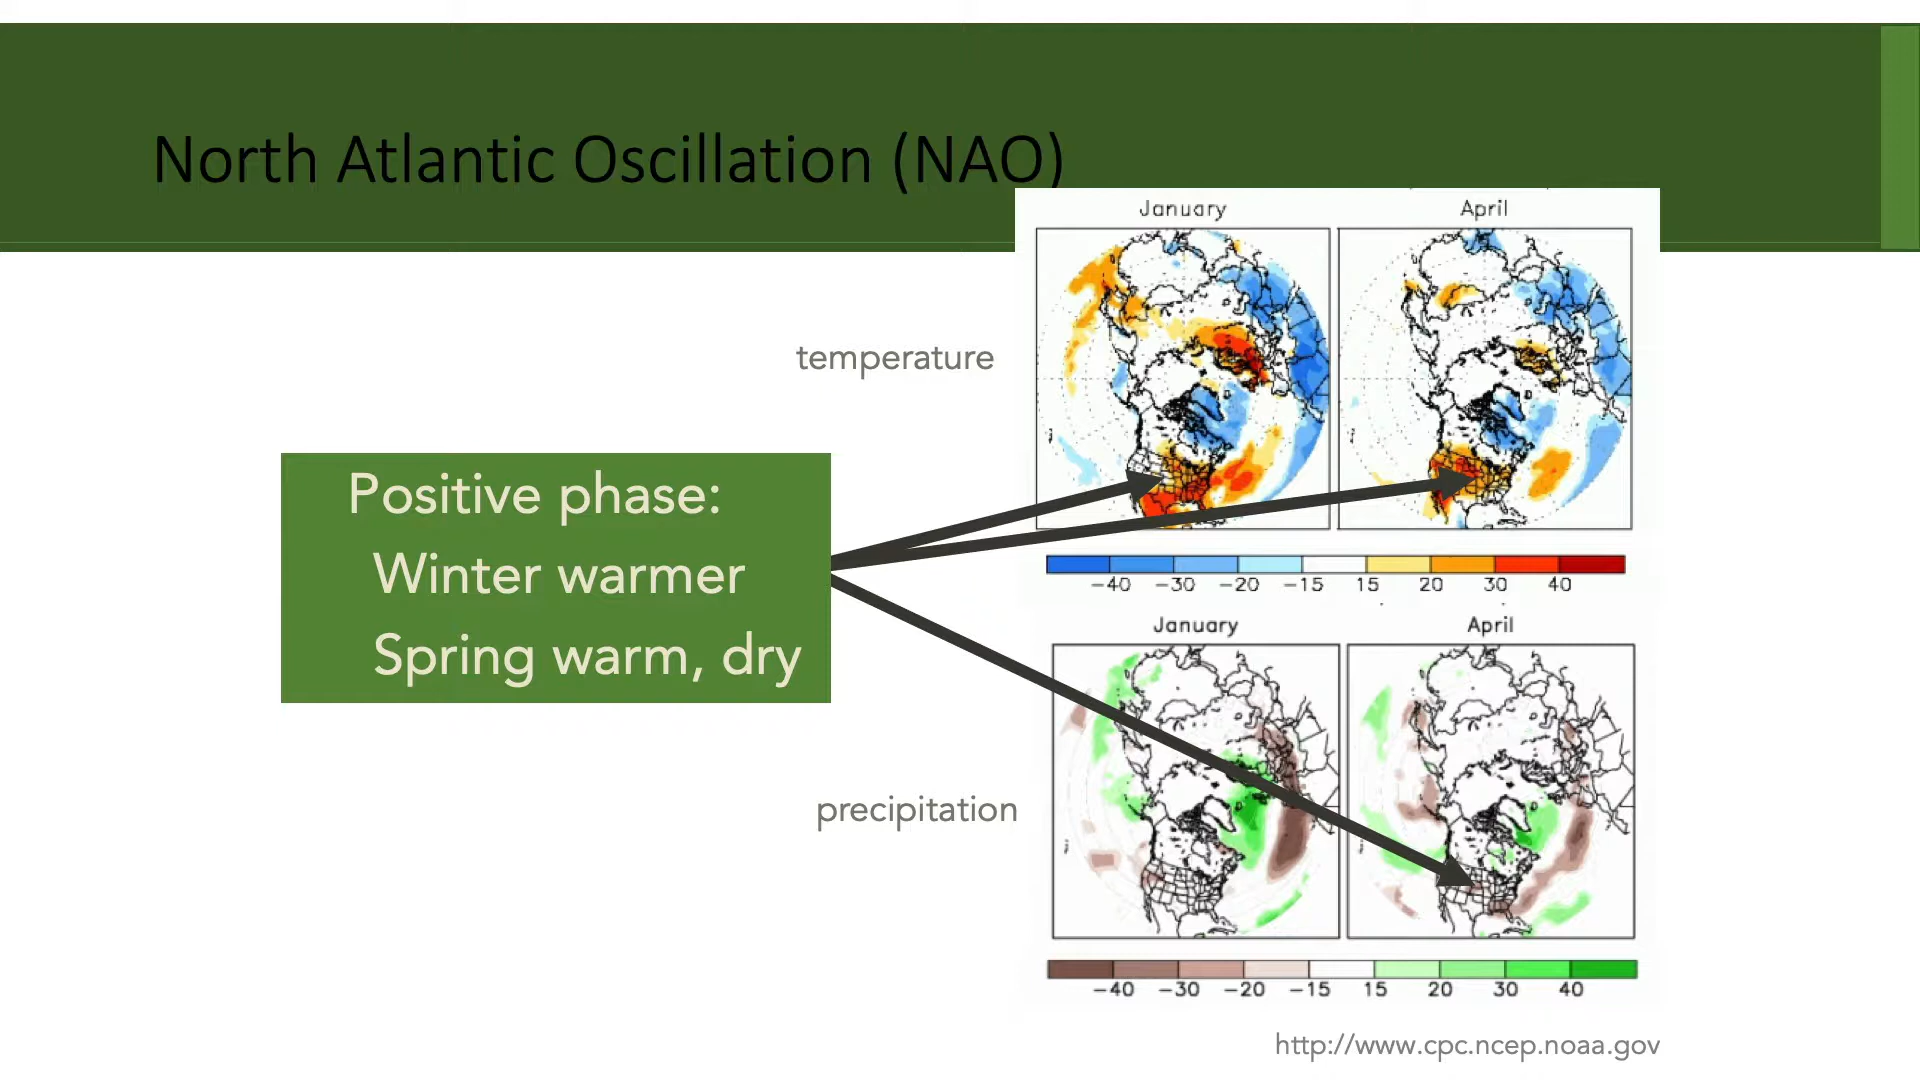 North Atlantic Oscillation (NAO)
January April
temperature
Positive phase:
Winter warmer
Spring warm, dry
−40 −30 −20 −15 15 20 30 40
January April
precipitation
−40 −30 −20 −15 15 20 30 40
http://www.cpc.ncep.noaa.gov